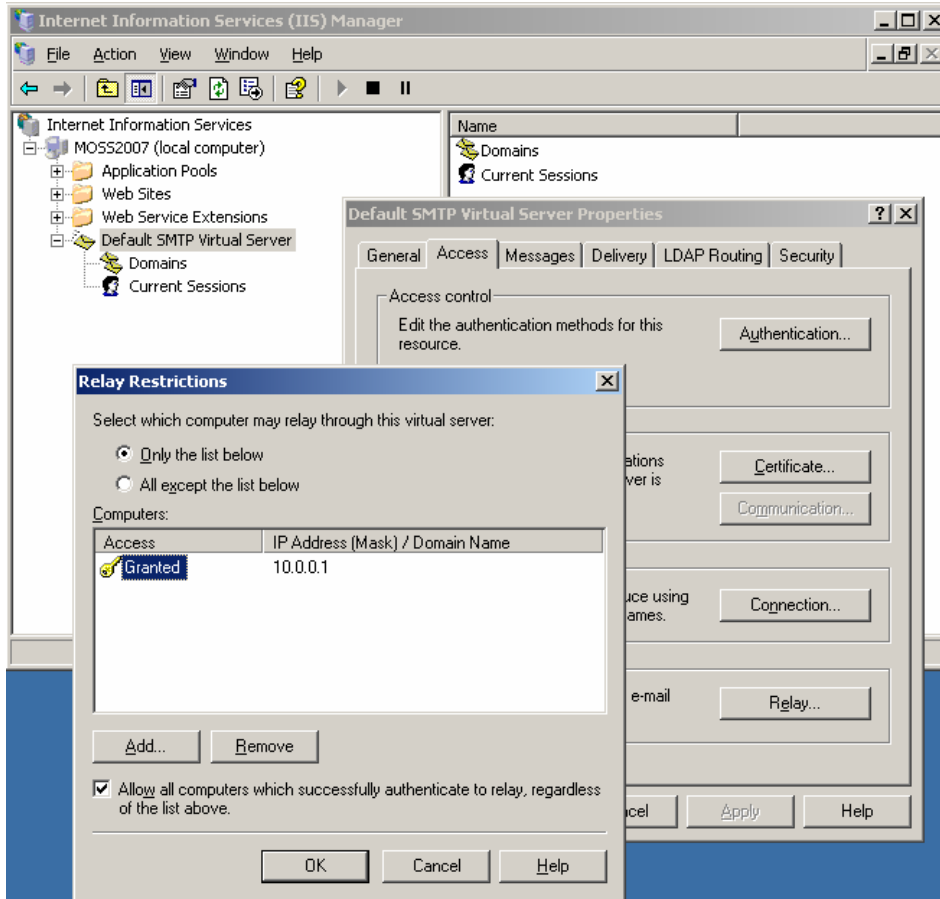 Internet Information Services (IIS) Manager
File Action View Window Help
Internet Information Services
MOSS2007 (local computer)
Application Pools
Web Sites
Web Service Extensions
Default SMTP Virtual Server
Domains
Current Sessions
Name
Domains
Current Sessions
Default SMTP Virtual Server Properties
General Access Messages Delivery LDAP Routing Security
Access control
Edit the authentication methods for this
resource.
Authentication...
ations
ver is
Certificate...
Communication...
uce using
ames.
Connection...
e-mail
Relay...
cel Apply Help
Relay Restrictions
Select which computer may relay through this virtual server:
Only the list below
All except the list below
Computers:
Access IP Address (Mask) / Domain Name
Granted 10.0.0.1
Add... Remove
Allow all computers which successfully authenticate to relay, regardless
of the list above.
OK Cancel Help